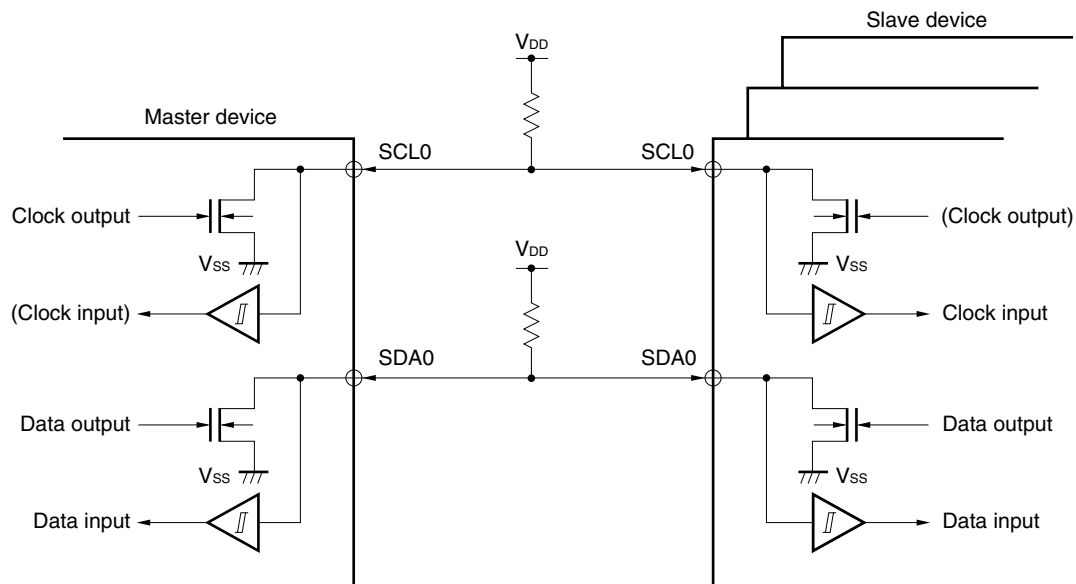 Slave device
VDD
Master device
SCL0
SCL0
Clock output
(Clock output)
VSS
VSS
VDD
(Clock input)
Clock input
SDA0
SDA0
Data output
Data output
VSS
VSS
Data input
Data input